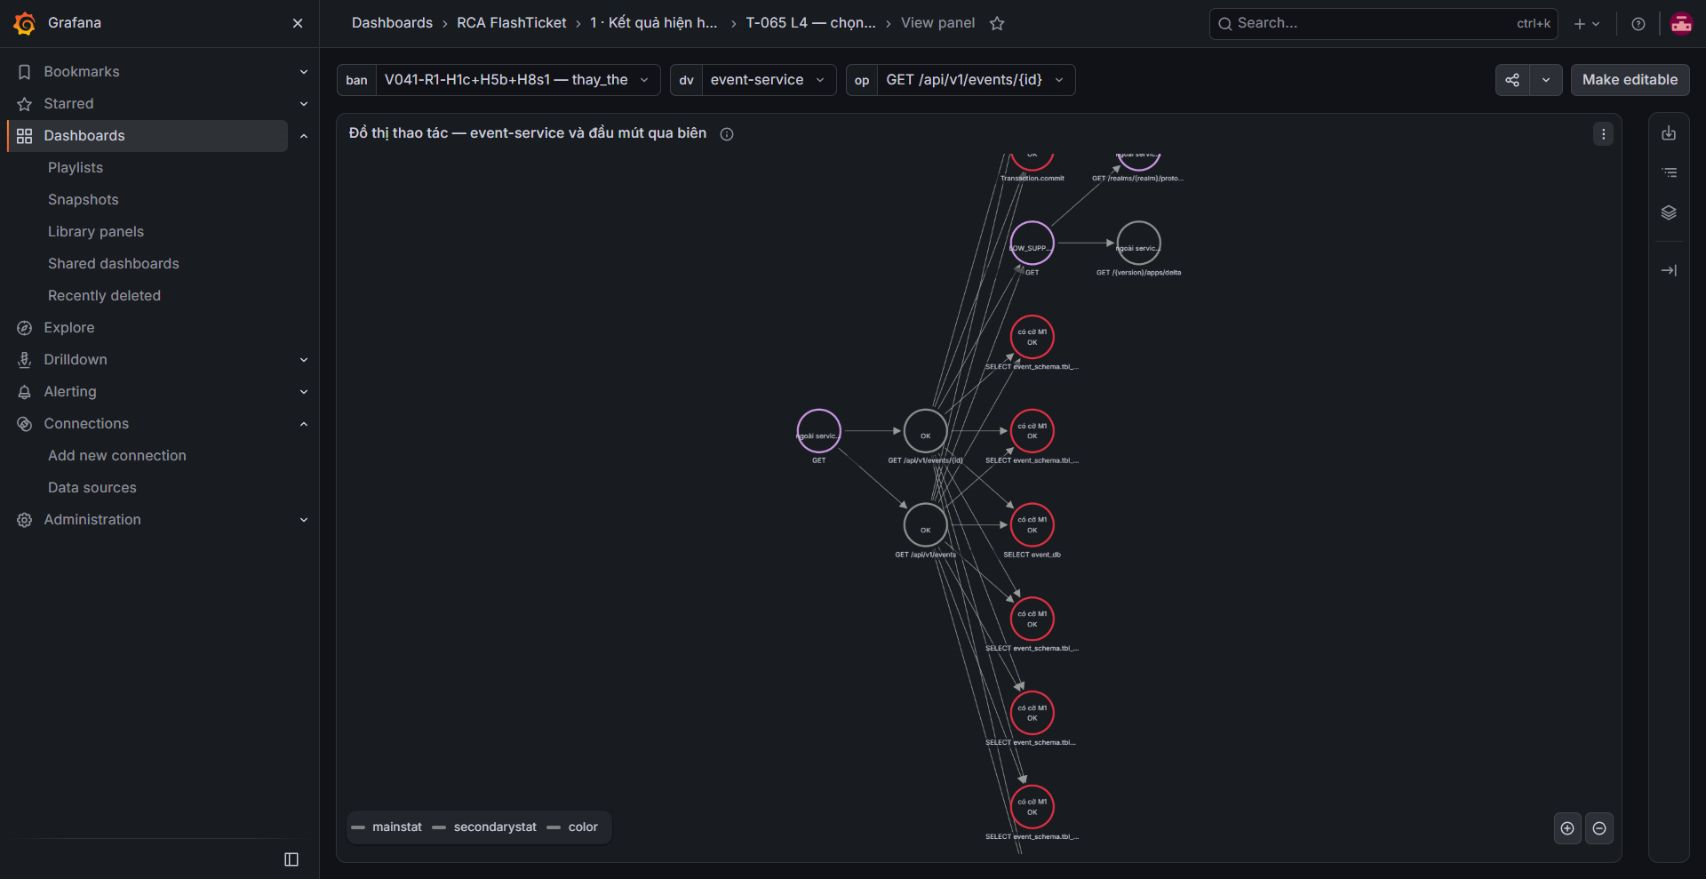 Grafana
Dashboards › RCA FlashTicket › 1 · Kết quả hiện h... › T-065 L4 — chọn... › View panel
Search... ctrl+k
Bookmarks
Starred
Dashboards
Playlists
Snapshots
Library panels
Shared dashboards
Recently deleted
Explore
Drilldown
Alerting
Connections
Add new connection
Data sources
Administration
ban V041-R1-H1c+H5b+H8s1 — thay_the
dv event-service
op GET /api/v1/events/{id}
Make editable
Đồ thị thao tác — event-service và đầu mút qua biên
OK
Transaction.commit
ngoài servic...
GET /realms/{realm}/proto...
LOW_SUPP...
GET
ngoài servic...
GET /{version}/apps/delta
có cờ M1
OK
SELECT event_schema.tbl_...
ngoài servic...
GET
OK
GET /api/v1/events/{id}
có cờ M1
OK
SELECT event_schema.tbl_...
OK
GET /api/v1/events
có cờ M1
OK
SELECT event_db
có cờ M1
OK
SELECT event_schema.tbl_...
có cờ M1
OK
SELECT event_schema.tbl...
có cờ M1
OK
SELECT event_schema.tbl_...
mainstat secondarystat color